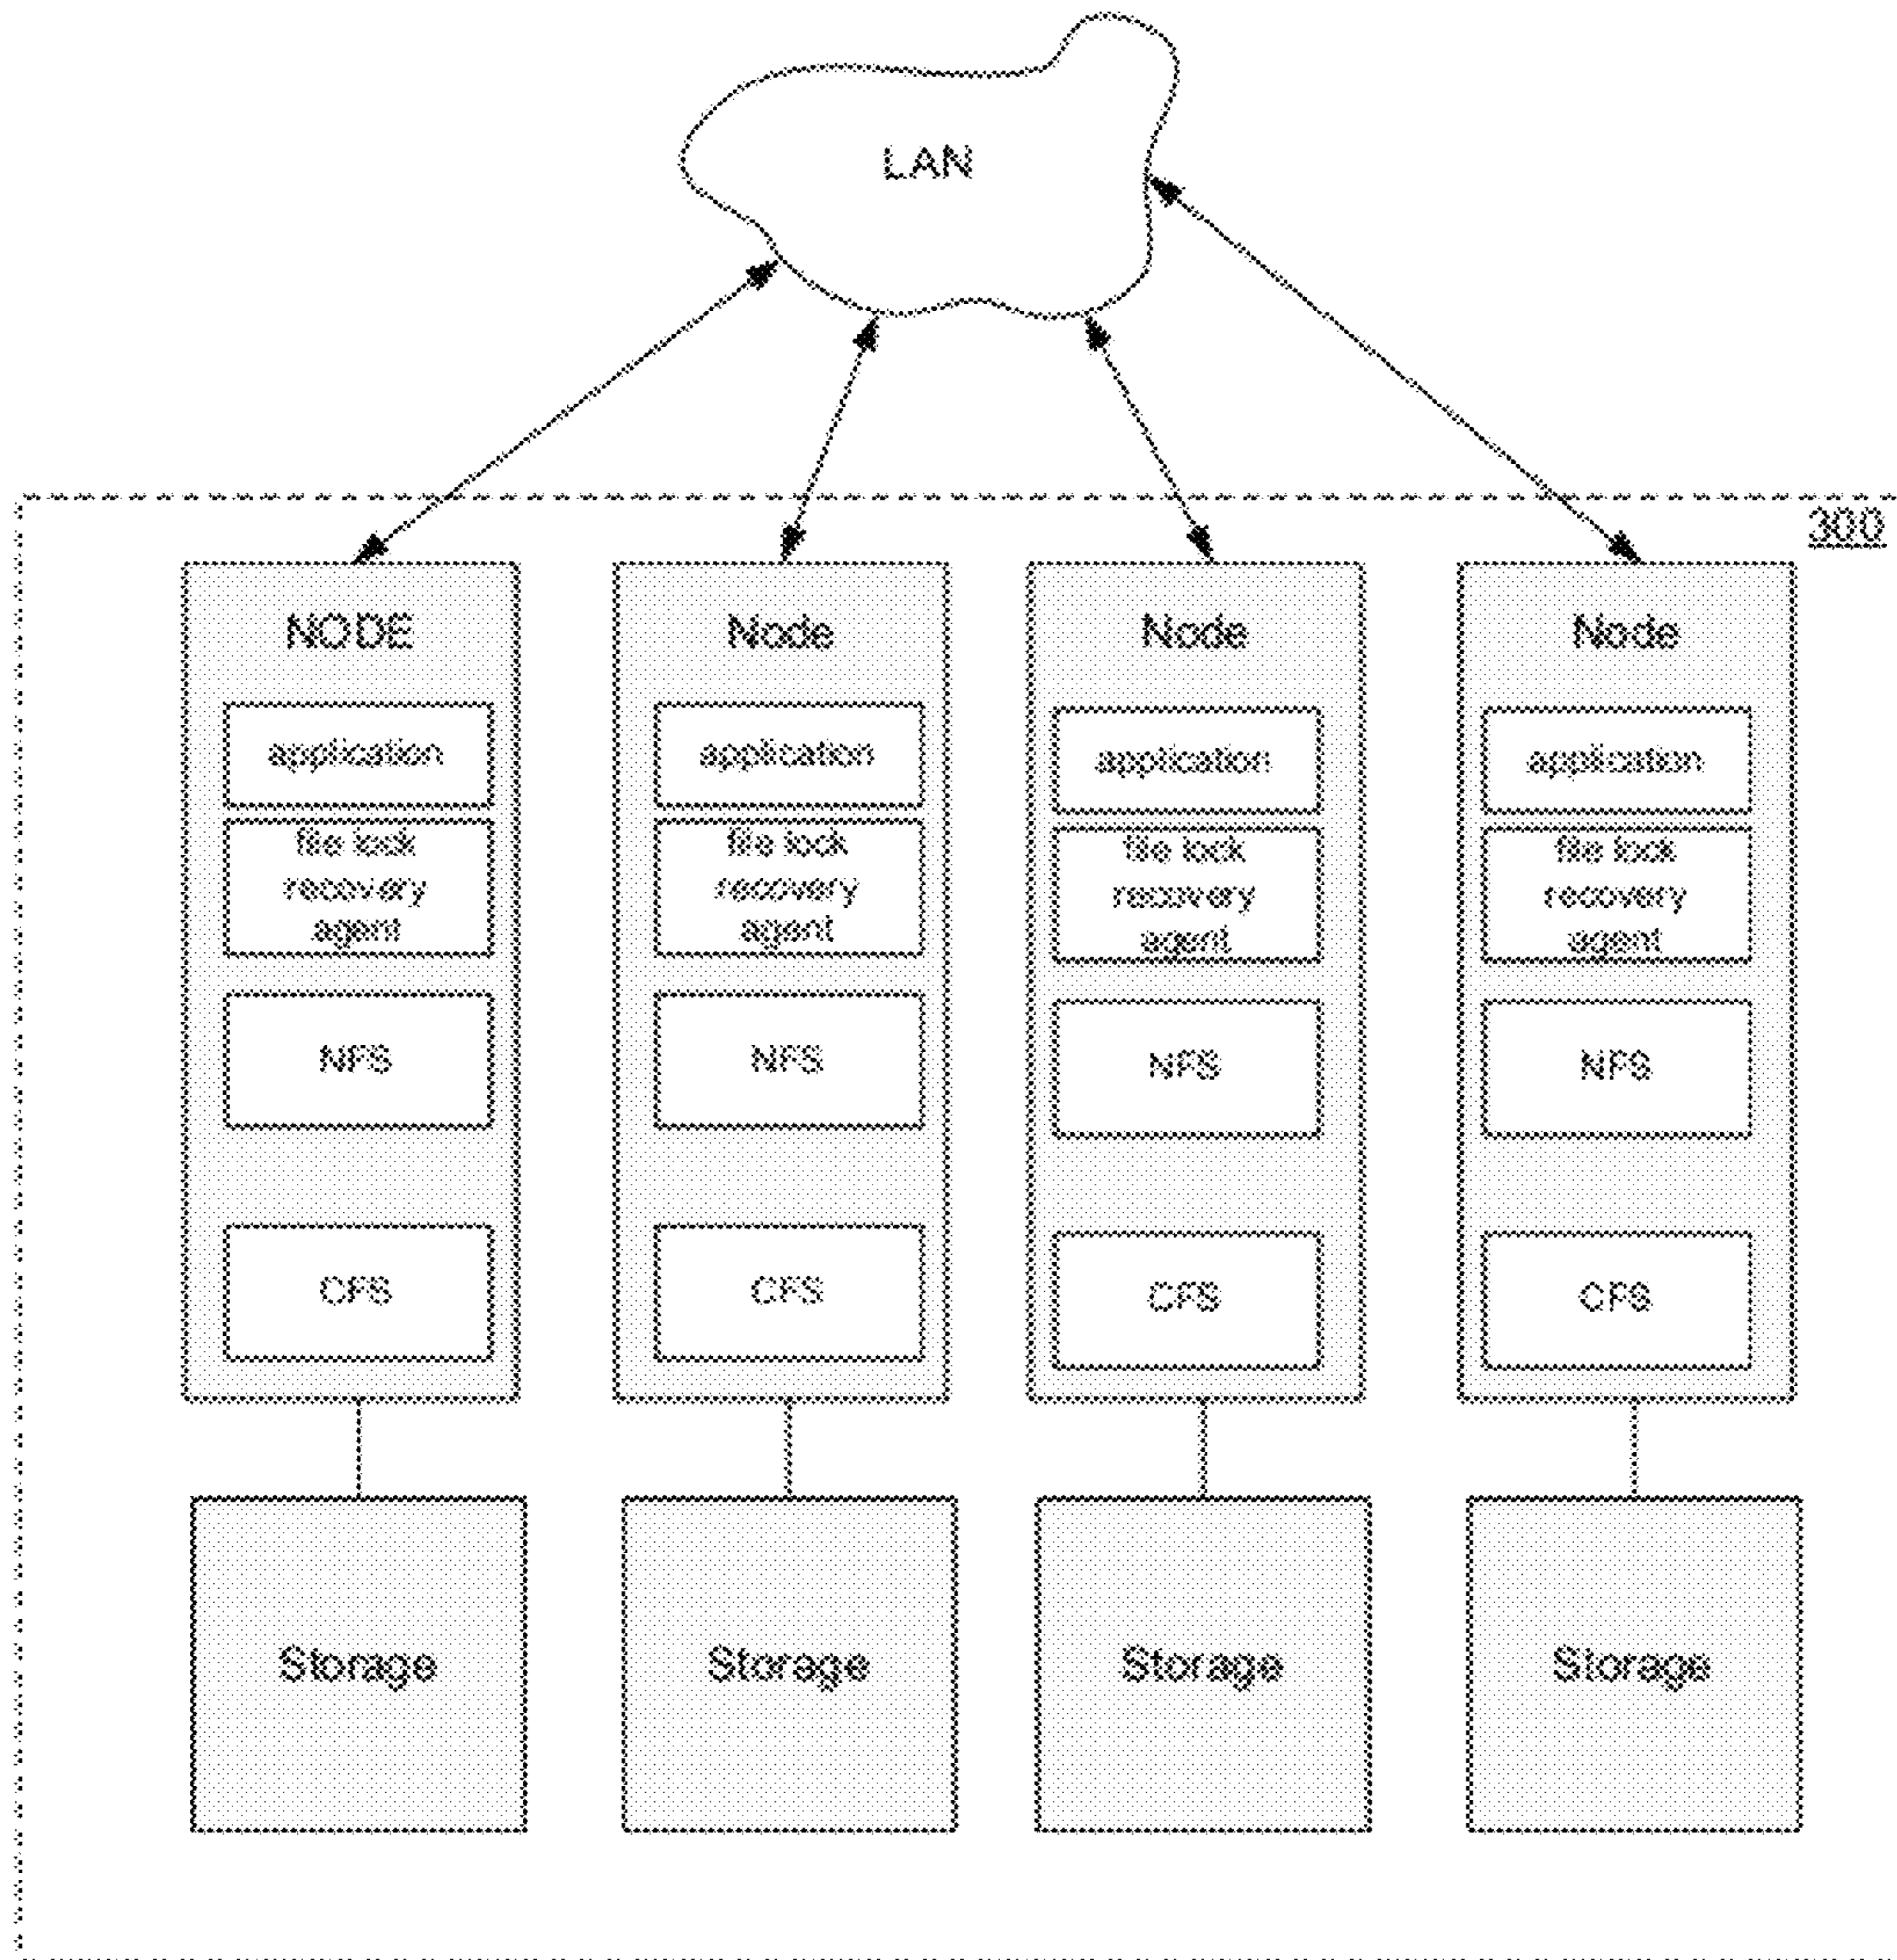 LAN
300
NODE
Node
Node
Node
application
application
application
application
file lock
recovery
agent
file lock
recovery
agent
file lock
recovery
agent
file lock
recovery
agent
NFS
NFS
NFS
NFS
CFS
CFS
CFS
CFS
Storage
Storage
Storage
Storage